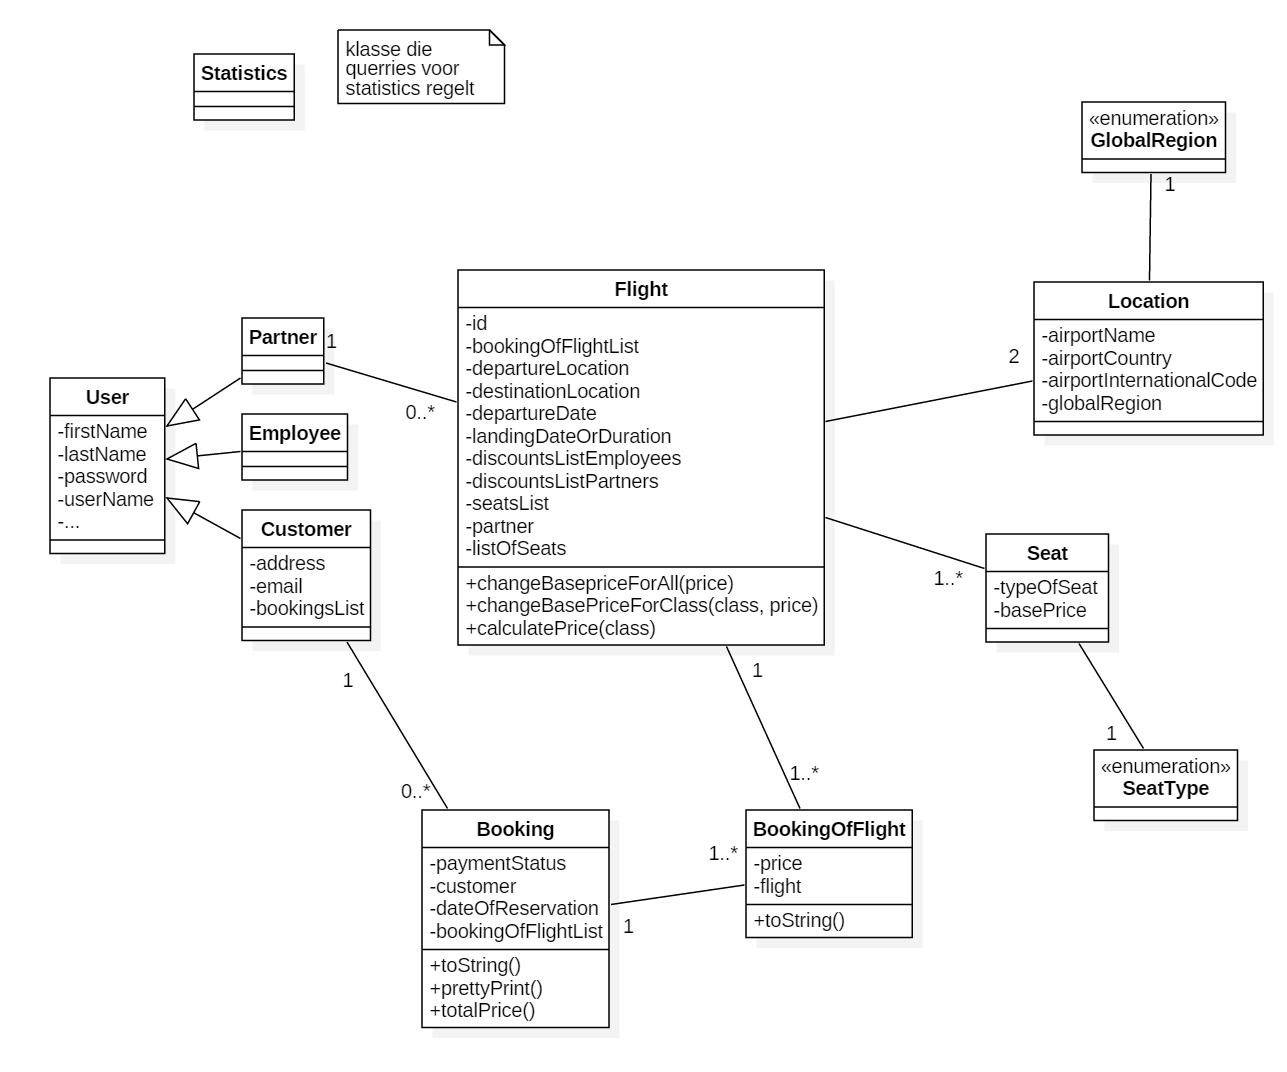 Statistics
klasse die
querries voor
statistics regelt
«enumeration»
GlobalRegion
1
Location
-airportName
-airportCountry
-airportInternationalCode
-globalRegion
2
Flight
-id
-bookingOfFlightList
-departureLocation
-destinationLocation
-departureDate
-landingDateOrDuration
-discountsListEmployees
-discountsListPartners
-seatsList
-partner
-listOfSeats
+changeBasepriceForAll(price)
+changeBasePriceForClass(class, price)
+calculatePrice(class)
Partner
1
0..*
User
-firstName
-lastName
-password
-userName
-...
Employee
Customer
-address
-email
-bookingsList
1
0..*
1..*
Seat
-typeOfSeat
-basePrice
1
«enumeration»
SeatType
1
1..*
Booking
-paymentStatus
-customer
-dateOfReservation
-bookingOfFlightList
+toString()
+prettyPrint()
+totalPrice()
1
1..*
BookingOfFlight
-price
-flight
+toString()